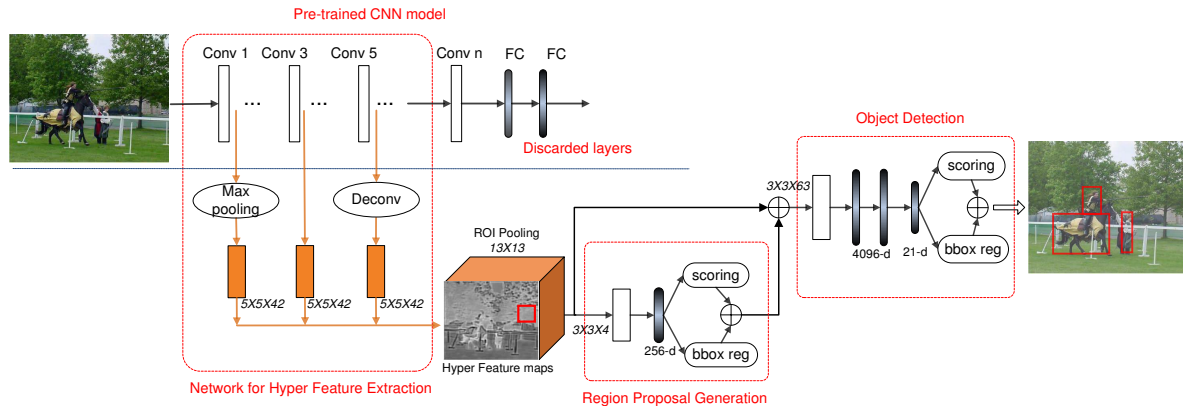 Pre-trained CNN model
Conv 1
Conv 3
Conv 5
Conv n
FC
FC
...
...
...
Discarded layers
Max
pooling
Deconv
5X5X42
5X5X42
5X5X42
Network for Hyper Feature Extraction
ROI Pooling
13X13
Hyper Feature maps
3X3X4
256-d
scoring
bbox reg
Region Proposal Generation
Object Detection
3X3X63
4096-d
21-d
scoring
bbox reg